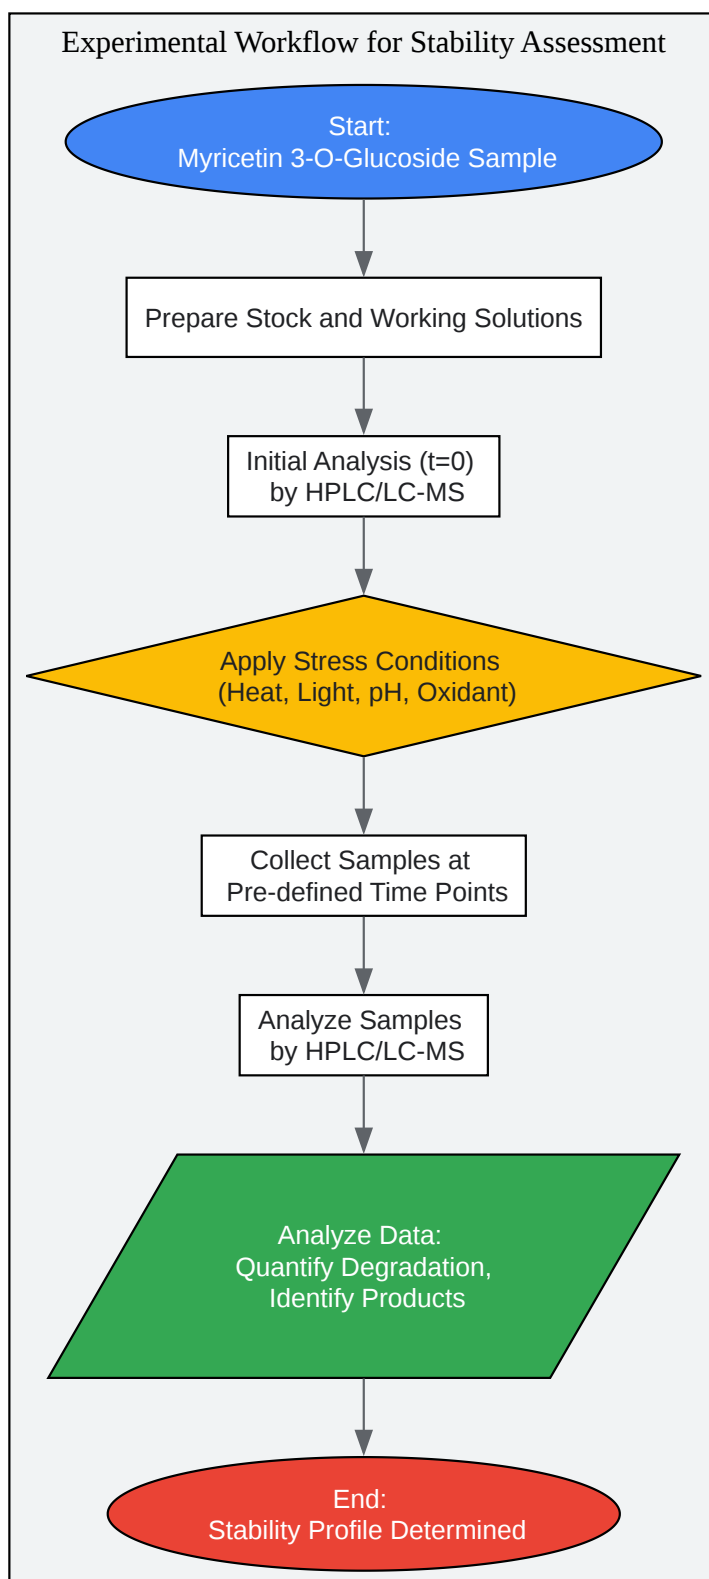 Experimental Workflow for Stability Assessment
Start:
Myricetin 3-O-Glucoside Sample
Prepare Stock and Working Solutions
Initial Analysis (t=0)
by HPLC/LC-MS
Apply Stress Conditions
(Heat, Light, pH, Oxidant)
Collect Samples at
Pre-defined Time Points
Analyze Samples
by HPLC/LC-MS
Analyze Data:
Quantify Degradation,
Identify Products
End:
Stability Profile Determined